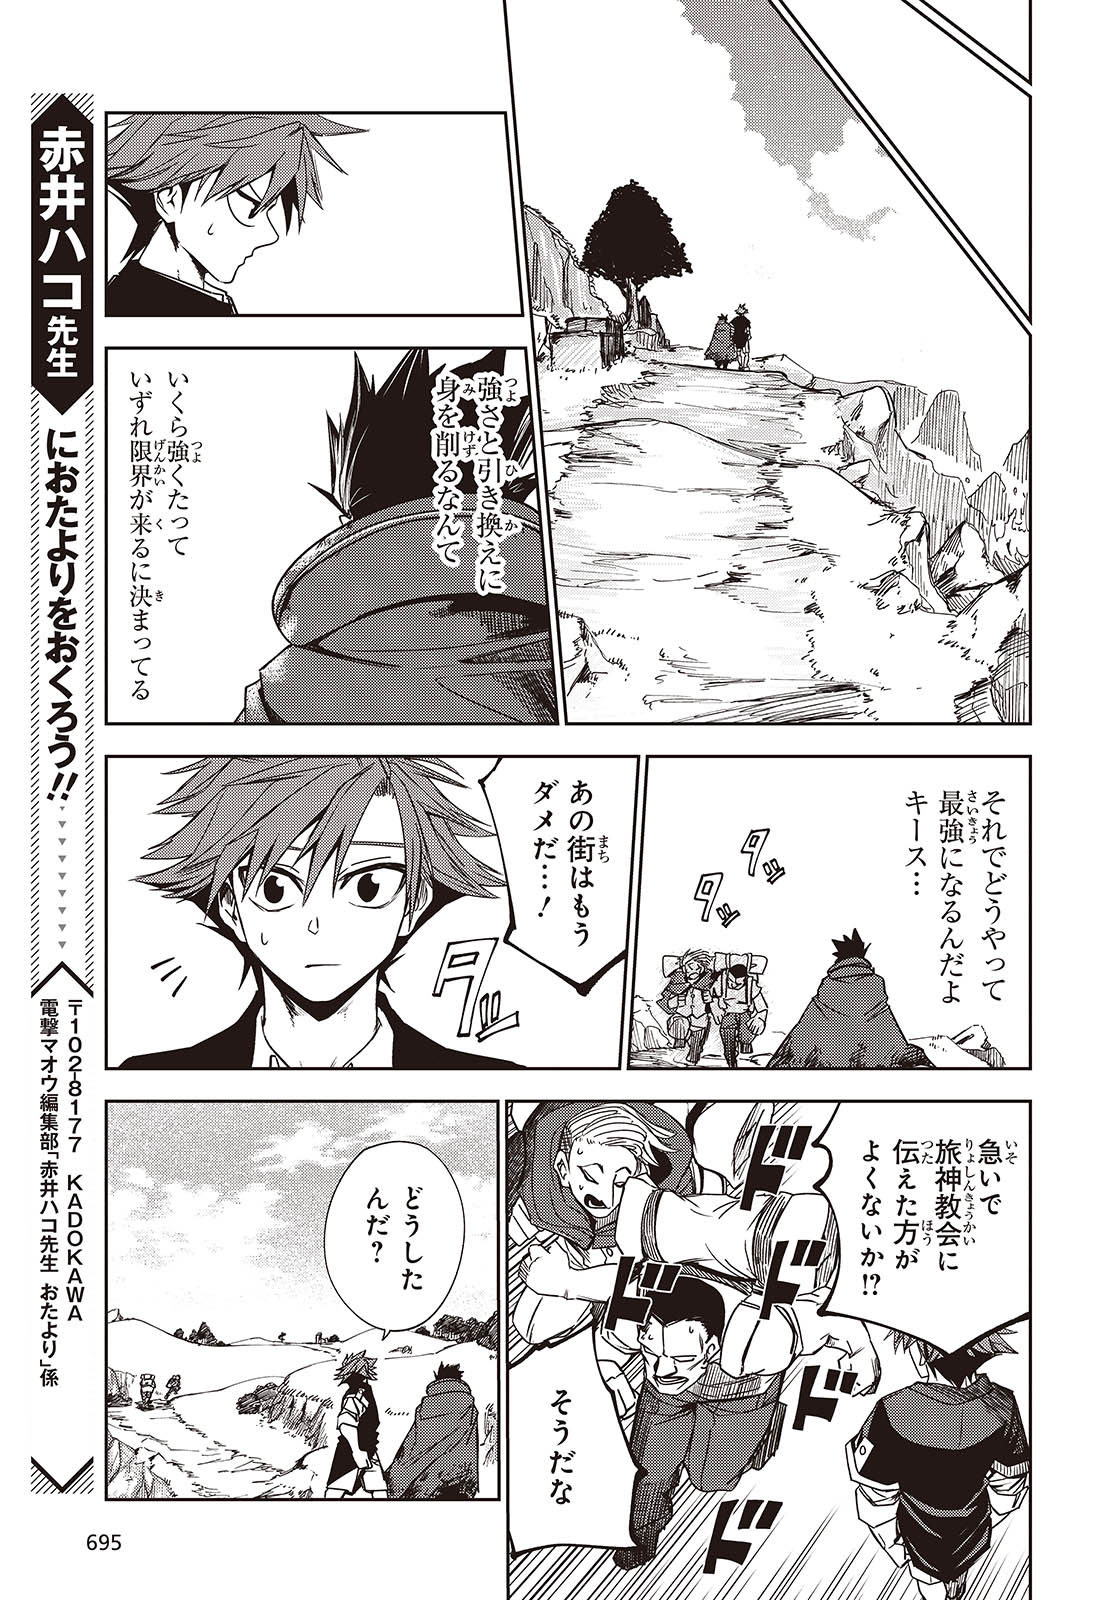 強さと引き換えに
身を削るなんて
いくら強くたって
いずれ限界が来るに決まってる
それでどうやって
最強になるんだよ
キース…
ダッ
ダッ
あの街はもう
ダメだ…！
ダッ
急いで
旅神教会に
伝えた方が
よくないか!?
ドドドド
そうだな
どうした
んだ？
赤井ハコ先生におたよりをおくろう!!
〒102-8177 KADOKAWA
電撃マオウ編集部「赤井ハコ先生 おたより」係
695